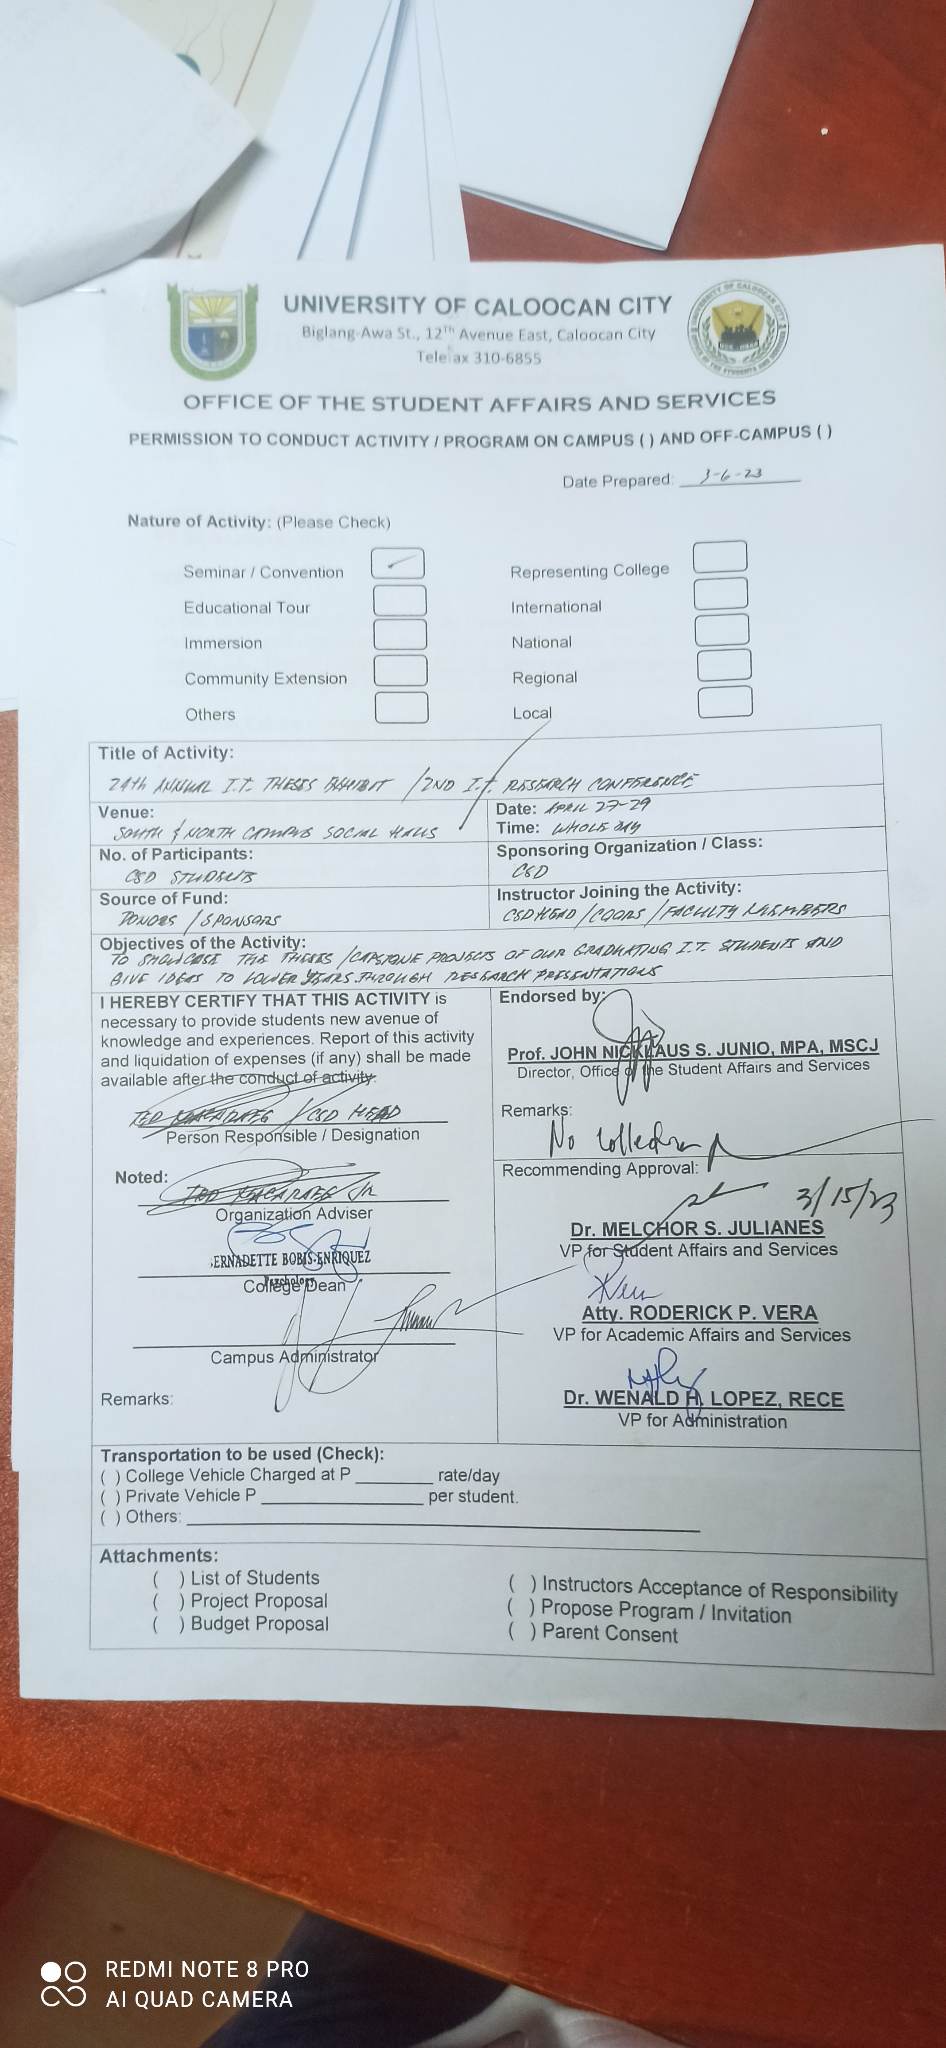 UNIVERSITY OF CALOOCAN CITY
Biglang-Awa St., 12Th Avenue East, Caloocan City
Telefax 310-6855
OFFICE OF THE STUDENT AFFAIRS AND SERVICES
PERMISSION TO CONDUCT ACTIVITY / PROGRAM ON CAMPUS ( ) AND OFF-CAMPUS ( )
Date Prepared: 3-6-23
Nature of Activity: (Please Check)
Seminar / Convention
Representing College
Educational Tour
International
Immersion
National
Community Extension
Regional
Others
Local
Title of Activity:
24th ANNUAL I.T. THESIS EXHIBIT / 2ND I.T. RESEARCH CONFERENCE
Venue:
SOUTH & NORTH CAMPUS SOCIAL HALLS
Date: APRIL 27-29
Time: WHOLE DAY
No. of Participants:
CSD STUDENTS
Sponsoring Organization / Class:
CSD
Source of Fund:
DONORS / SPONSORS
Instructor Joining the Activity:
CSD HEAD / COORS / FACULTY MEMBERS
Objectives of the Activity:
TO SHOWCASE THE THESES / CAPSTONE PROJECTS OF OUR GRADUATING I.T. STUDENTS AND
GIVE IDEAS TO LOWER YEARS THROUGH RESEARCH PRESENTATIONS
I HEREBY CERTIFY THAT THIS ACTIVITY is
necessary to provide students new avenue of
knowledge and experiences. Report of this activity
and liquidation of expenses (if any) shall be made
available after the conduct of activity.
TED / CSD HEAD
Person Responsible / Designation
Noted:
TED JR
Organization Adviser
BERNADETTE BOBIS-ENRIQUEZ
Psychology
College Dean
Campus Administrator
Remarks:
Endorsed by:
Prof. JOHN NICKLAUS S. JUNIO, MPA, MSCJ
Director, Office of the Student Affairs and Services
Remarks:
No collection
Recommending Approval:
3/15/23
Dr. MELCHOR S. JULIANES
VP for Student Affairs and Services
Atty. RODERICK P. VERA
VP for Academic Affairs and Services
Dr. WENALD H. LOPEZ, RECE
VP for Administration
Transportation to be used (Check):
( ) College Vehicle Charged at P ________ rate/day
( ) Private Vehicle P ________________ per student.
( ) Others: ________________
Attachments:
( ) List of Students
( ) Project Proposal
( ) Budget Proposal
( ) Instructors Acceptance of Responsibility
( ) Propose Program / Invitation
( ) Parent Consent
REDMI NOTE 8 PRO
AI QUAD CAMERA